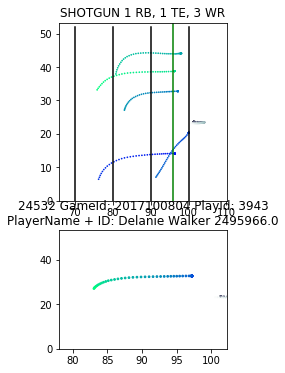 SHOTGUN 1 RB, 1 TE, 3 WR
50
40
30
20
10
0
70 80 90 100 110
24532 GameId: 2017100804 PlayId: 3943
PlayerName + ID: Delanie Walker 2495966.0
40
20
0
80 85 90 95 100